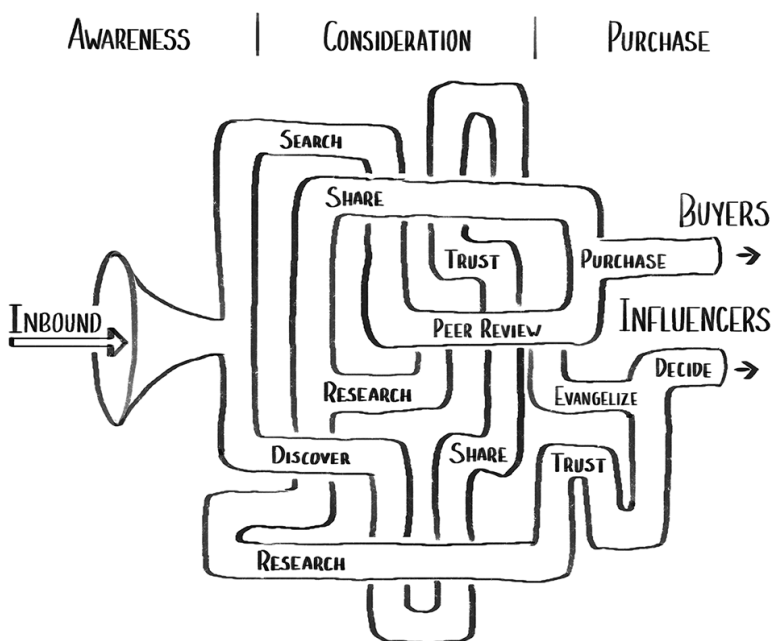 AWARENESS | CONSIDERATION | PURCHASE
SEARCH
SHARE
BUYERS
TRUST
PURCHASE
INBOUND
PEER REVIEW
INFLUENCERS
DECIDE
RESEARCH
EVANGELIZE
DISCOVER
SHARE
TRUST
RESEARCH